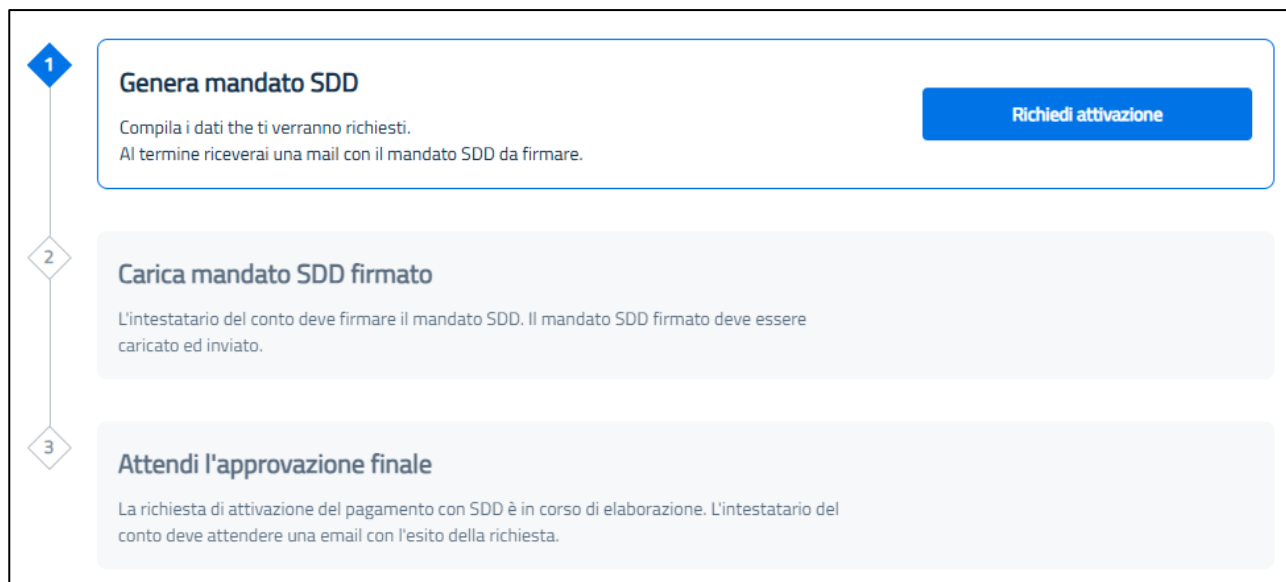 1
Genera mandato SDD
Compila i dati the ti verranno richiesti.
Al termine riceverai una mail con il mandato SDD da firmare.
Richiedi attivazione
2
Carica mandato SDD firmato
L'intestatario del conto deve firmare il mandato SDD. Il mandato SDD firmato deve essere
caricato ed inviato.
3
Attendi l'approvazione finale
La richiesta di attivazione del pagamento con SDD è in corso di elaborazione. L'intestatario del
conto deve attendere una email con l'esito della richiesta.